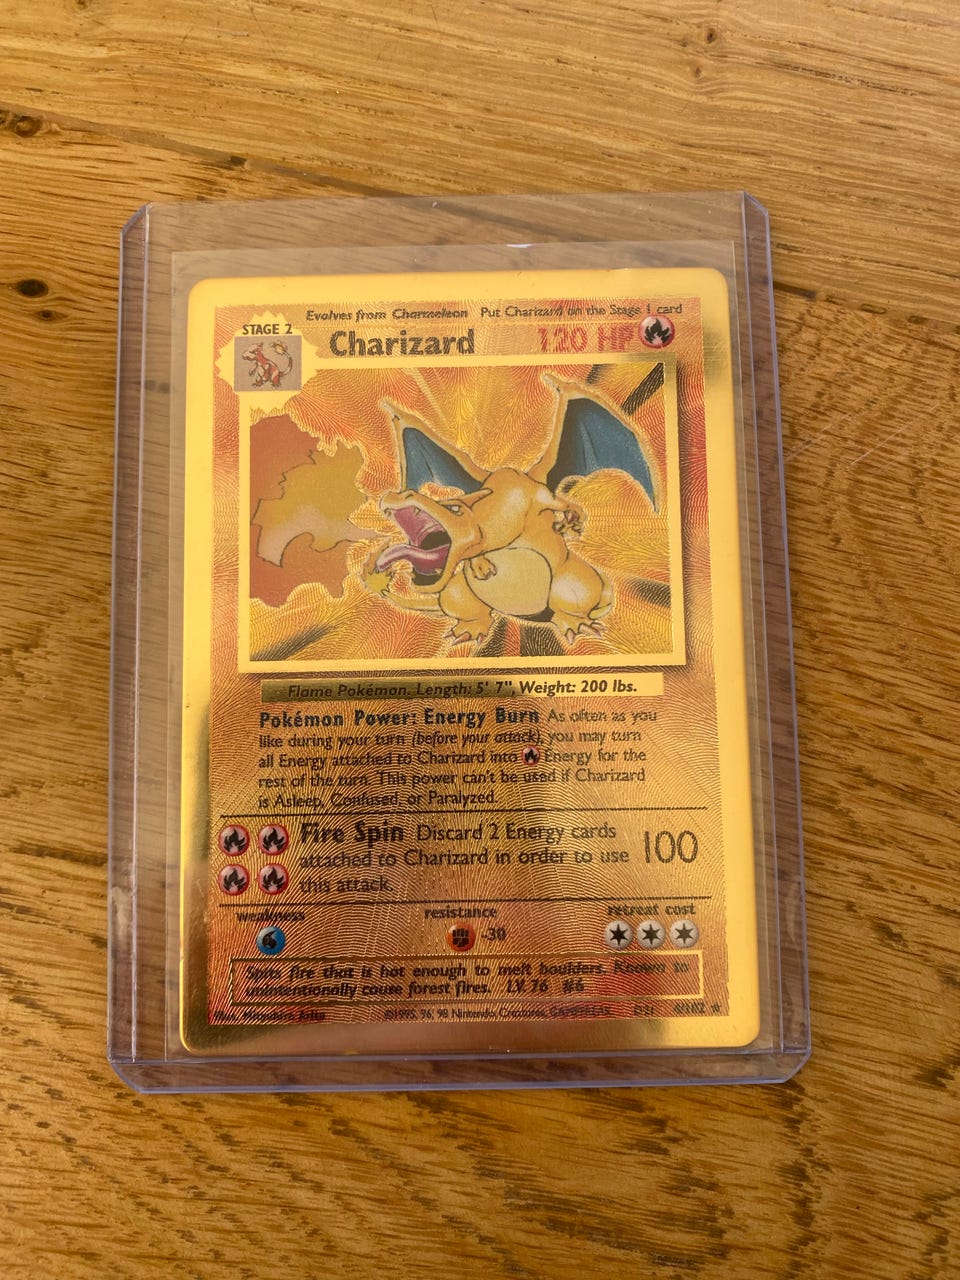 Evolves from Charmeleon Put Charizard on the Stage 1 card
STAGE 2
Charizard 120 HP
Flame Pokémon. Length: 5' 7", Weight: 200 lbs.
Pokémon Power: Energy Burn As often as you
like during your turn (before your attack), you may turn
all Energy attached to Charizard into Energy for the
rest of the turn. This power can't be used if Charizard
is Asleep, Confused, or Paralyzed.
Fire Spin Discard 2 Energy cards
attached to Charizard in order to use 100
this attack.
weakness resistance retreat cost
-30
Spits fire that is hot enough to melt boulders. Known to
unintentionally cause forest fires. LV. 76 #6
Illus. Mitsuhiro Arita ©1995, 96, 98 Nintendo, Creatures, GAMEFREAK. 4/102